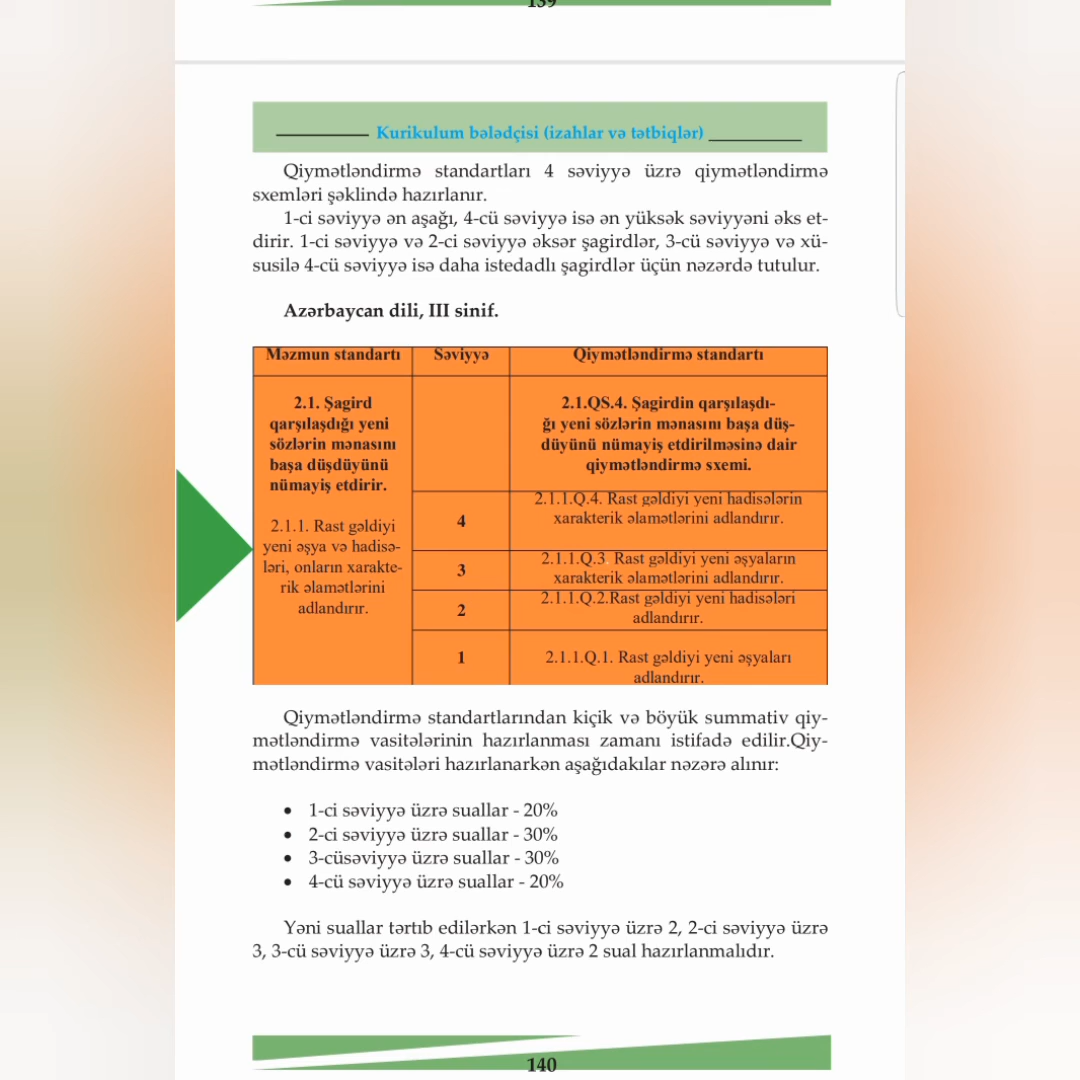 139
Kurikulum bələdçisi (izahlar və tətbiqlər)
Qiymətləndirmə standartları 4 səviyyə üzrə qiymətləndirmə
sxemləri şəklində hazırlanır.
1-ci səviyyə ən aşağı, 4-cü səviyyə isə ən yüksək səviyyəni əks et-
dirir. 1-ci səviyyə və 2-ci səviyyə əksər şagirdlər, 3-cü səviyyə və xü-
susilə 4-cü səviyyə isə daha istedadlı şagirdlər üçün nəzərdə tutulur.
Azərbaycan dili, III sinif.
Məzmun standartı Səviyyə Qiymətləndirmə standartı
2.1. Şagird
qarşılaşdığı yeni
sözlərin mənasını
başa düşdüyünü
nümayiş etdirir.
2.1.1. Rast gəldiyi
yeni əşya və hadisə-
ləri, onların xarakte-
rik əlamətlərini
adlandırır.
2.1.QS.4. Şagirdin qarşılaşdı-
ğı yeni sözlərin mənasını başa düş-
düyünü nümayiş etdirilməsinə dair
qiymətləndirmə sxemi.
4
2.1.1.Q.4. Rast gəldiyi yeni hadisələrin
xarakterik əlamətlərini adlandırır.
3
2.1.1.Q.3. Rast gəldiyi yeni əşyaların
xarakterik əlamətlərini adlandırır.
2
2.1.1.Q.2.Rast gəldiyi yeni hadisələri
adlandırır.
1
2.1.1.Q.1. Rast gəldiyi yeni əşyaları
adlandırır.
Qiymətləndirmə standartlarından kiçik və böyük summativ qiy-
mətləndirmə vasitələrinin hazırlanması zamanı istifadə edilir.Qiy-
mətləndirmə vasitələri hazırlanarkən aşağıdakılar nəzərə alınır:
• 1-ci səviyyə üzrə suallar - 20%
• 2-ci səviyyə üzrə suallar - 30%
• 3-cüsəviyyə üzrə suallar - 30%
• 4-cü səviyyə üzrə suallar - 20%
Yəni suallar tərtıb edilərkən 1-ci səviyyə üzrə 2, 2-ci səviyyə üzrə
3, 3-cü səviyyə üzrə 3, 4-cü səviyyə üzrə 2 sual hazırlanmalıdır.
140